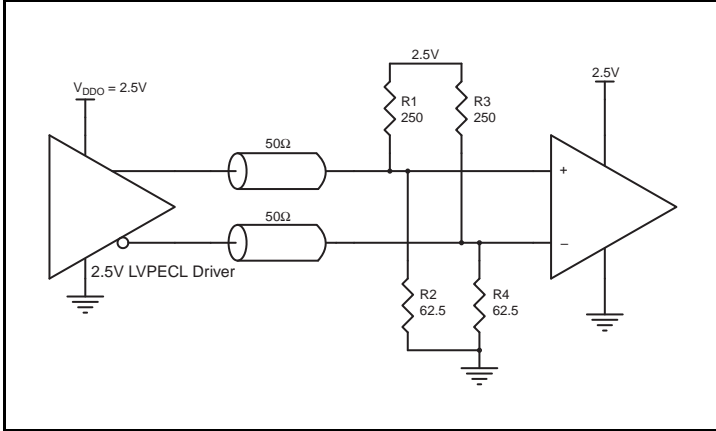 2.5V
V_DDO = 2.5V
2.5V
R1
250
R3
250
50Ω
+
50Ω
−
2.5V LVPECL Driver
R2
62.5
R4
62.5